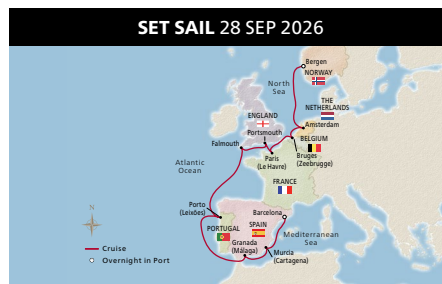 SET SAIL 28 SEP 2026
Bergen
NORWAY
North
Sea
THE
NETHERLANDS
Amsterdam
ENGLAND
Portsmouth
BELGIUM
Falmouth
Bruges
(Zeebrugge)
Paris
(Le Havre)
Atlantic
Ocean
FRANCE
Porto
(Leixões)
Barcelona
PORTUGAL
SPAIN
Mediterranean
Sea
Granada
(Málaga)
Murcia
(Cartagena)
N
Cruise
Overnight in Port